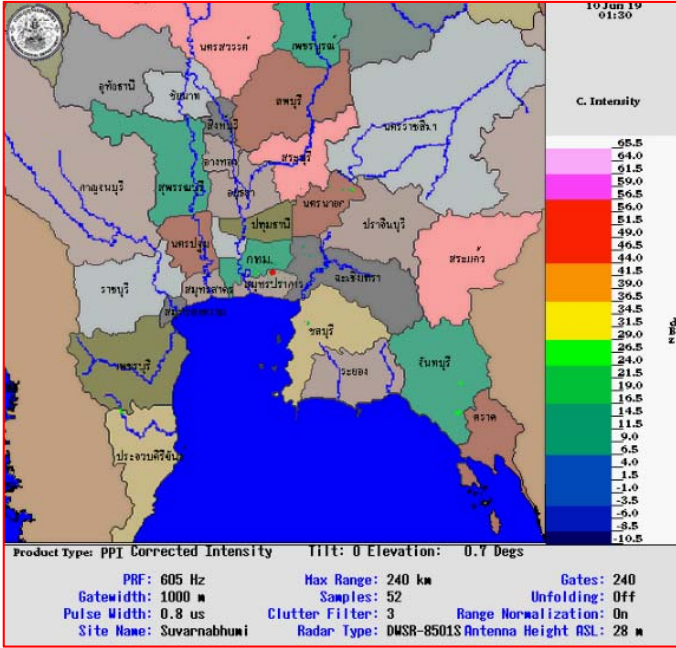 10 Jun 19
01:30
C. Intensity
นครสวรรค์
เพชรบูรณ์
อุทัยธานี
ชัยนาท
ลพบุรี
สิงห์บุรี
นครราชสีมา
อ่างทอง
สระบุรี
กาญจนบุรี
สุพรรณบุรี
อยุธยา
นครนายก
ปทุมธานี
ปราจีนบุรี
นครปฐม
กทม.
สระแก้ว
ราชบุรี
สมุทรสาคร
สมุทรปราการ
ฉะเชิงเทรา
ชลบุรี
เพชรบุรี
ระยอง
จันทบุรี
ตราด
ประจวบคีรีขัน
65.5
64.0
61.5
59.0
56.5
56.0
51.5
49.0
46.5
44.0
41.5
39.0
36.5
34.5
31.5
29.0
26.5
24.0
21.5
19.0
16.5
14.5
11.5
9.0
6.5
4.0
1.5
-1.0
-3.5
-6.0
-8.5
-10.5
Product Type: PPI Corrected Intensity Tilt: 0 Elevation: 0.7 Degs
PRF: 605 Hz Max Range: 240 km Gates: 240
Gatewidth: 1000 m Samples: 52 Unfolding: Off
Pulse Width: 0.8 us Clutter Filter: 3 Range Normalization: On
Site Name: Suvarnabhumi Radar Type: DWSR-8501S Antenna Height ASL: 28 m